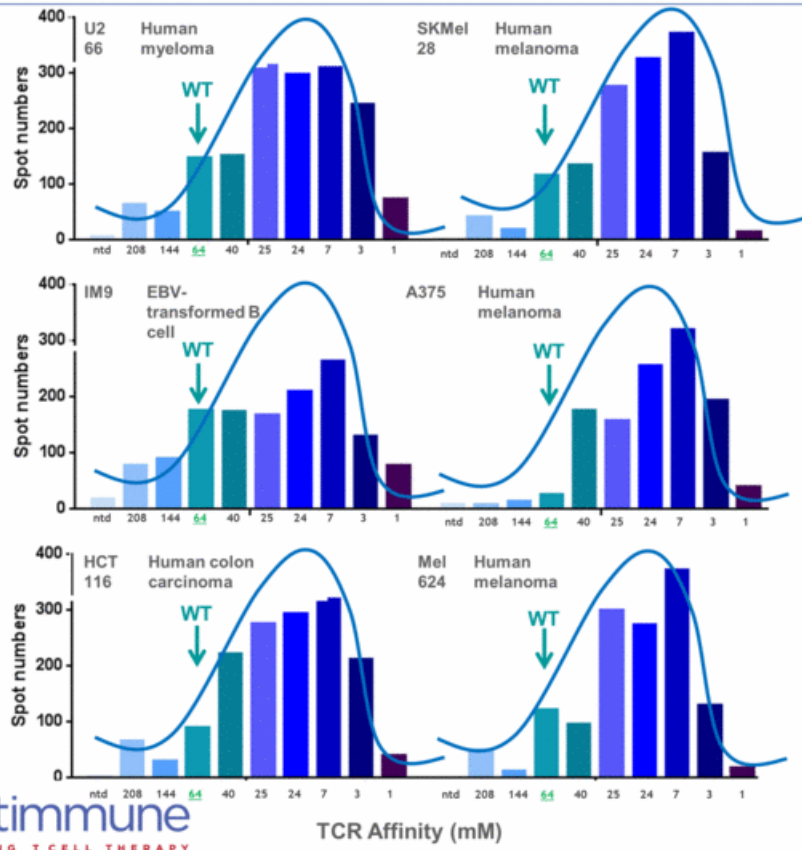 400
300
200
100
0
Spot numbers
U2 Human
66 myeloma
WT
ntd 208 144 64 40 25 24 7 3 1
SKMel Human
28 melanoma
WT
ntd 208 144 64 40 25 24 7 3 1
400
300
200
100
0
Spot numbers
IM9 EBV-
transformed B
cell
WT
ntd 208 144 64 40 25 24 7 3 1
A375 Human
melanoma
WT
ntd 208 144 64 40 25 24 7 3 1
400
300
200
100
0
Spot numbers
HCT Human colon
116 carcinoma
WT
ntd 208 144 64 40 25 24 7 3 1
Mel Human
624 melanoma
WT
ntd 208 144 64 40 25 24 7 3 1
timmune
NG T CELL THERAPY
TCR Affinity (mM)